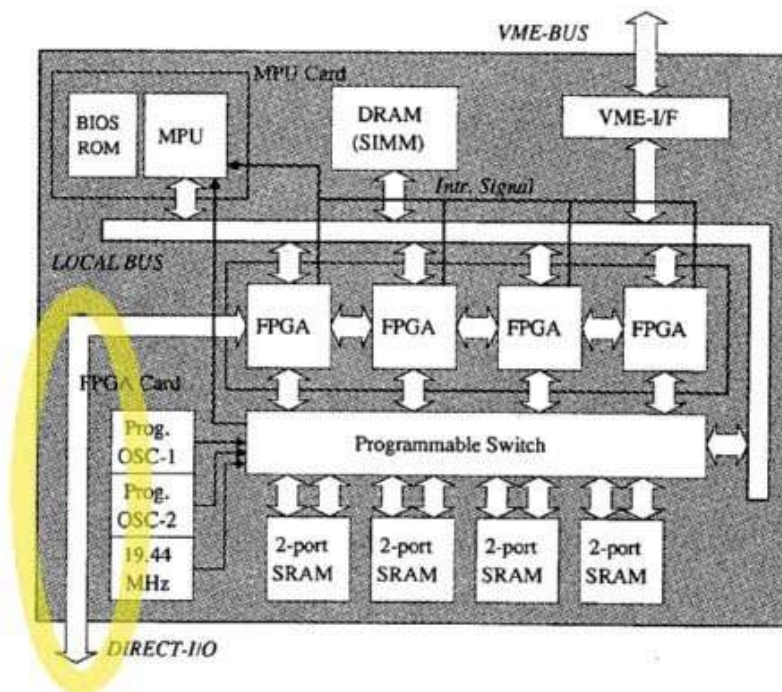 VME-BUS
MPU Card
BIOS
ROM
MPU
DRAM
(SIMM)
VME-I/F
Intr. Signal
LOCAL BUS
FPGA
FPGA
FPGA
FPGA
FPGA Card
Prog.
OSC-1
Prog.
OSC-2
19.44
MHz
Programmable Switch
2-port
SRAM
2-port
SRAM
2-port
SRAM
2-port
SRAM
DIRECT-I/O